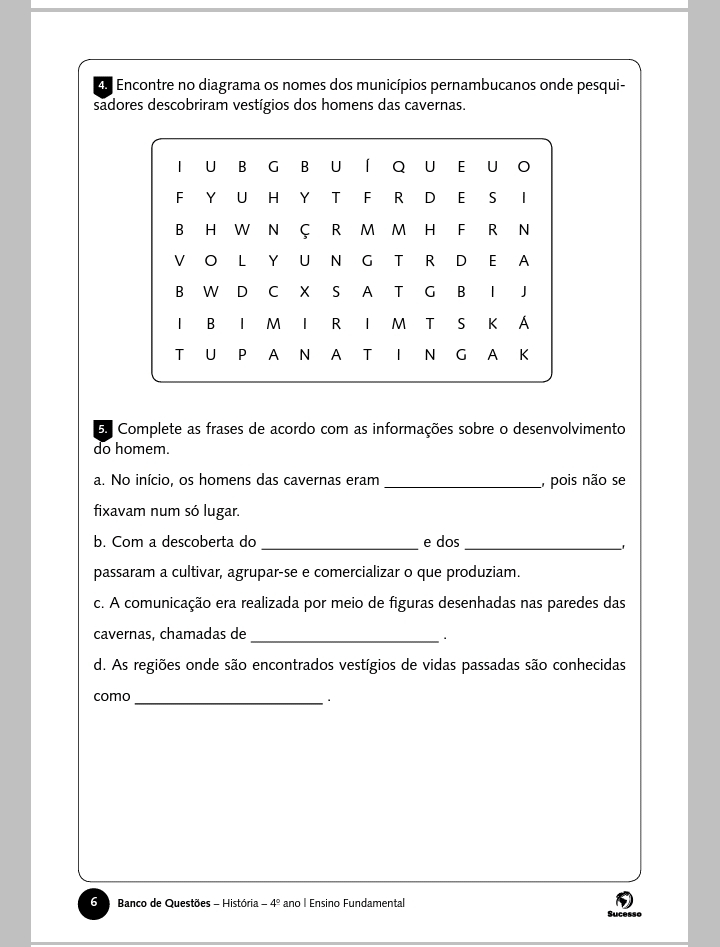 4. Encontre no diagrama os nomes dos municípios pernambucanos onde pesqui-
sadores descobriram vestígios dos homens das cavernas.
I U B G B U Í Q U E U O
F Y U H Y T F R D E S I
B H W N Ç R M M H F R N
V O L Y U N G T R D E A
B W D C X S A T G B I J
I B I M I R I M T S K Á
T U P A N A T I N G A K
5. Complete as frases de acordo com as informações sobre o desenvolvimento
do homem.
a. No início, os homens das cavernas eram ____________________, pois não se
fixavam num só lugar.
b. Com a descoberta do ____________________ e dos ____________________,
passaram a cultivar, agrupar-se e comercializar o que produziam.
c. A comunicação era realizada por meio de figuras desenhadas nas paredes das
cavernas, chamadas de ________________________ .
d. As regiões onde são encontrados vestígios de vidas passadas são conhecidas
como ________________________ .
6 Banco de Questões – História – 4º ano | Ensino Fundamental
Sucesso